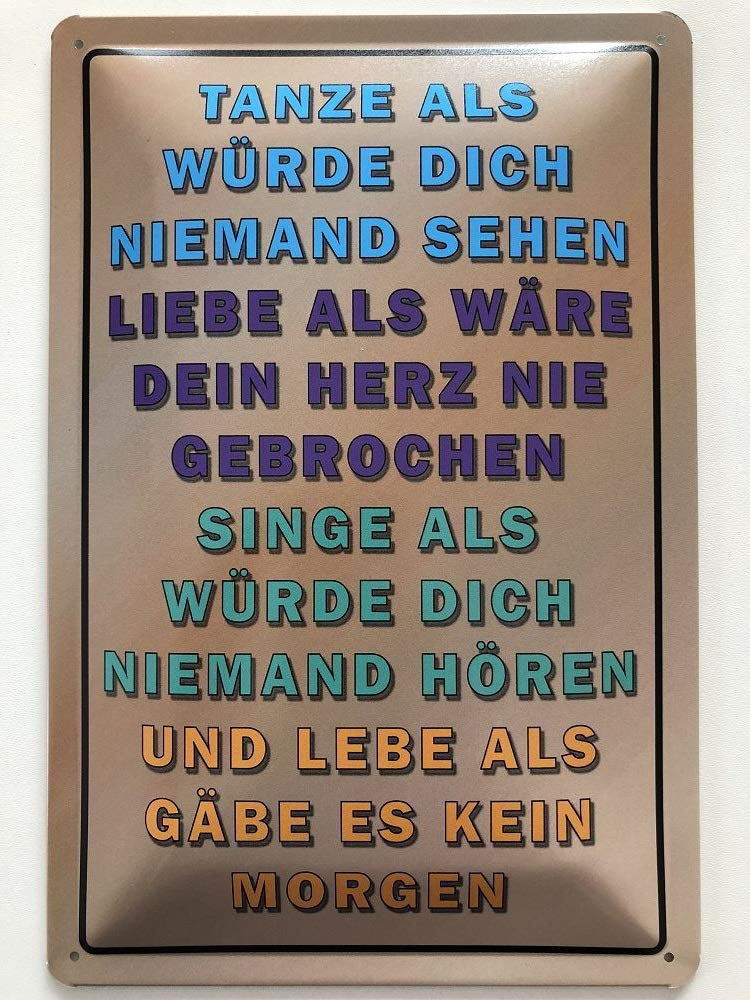 TANZE ALS
WÜRDE DICH
NIEMAND SEHEN
LIEBE ALS WÄRE
DEIN HERZ NIE
GEBROCHEN
SINGE ALS
WÜRDE DICH
NIEMAND HÖREN
UND LEBE ALS
GÄBE ES KEIN
MORGEN